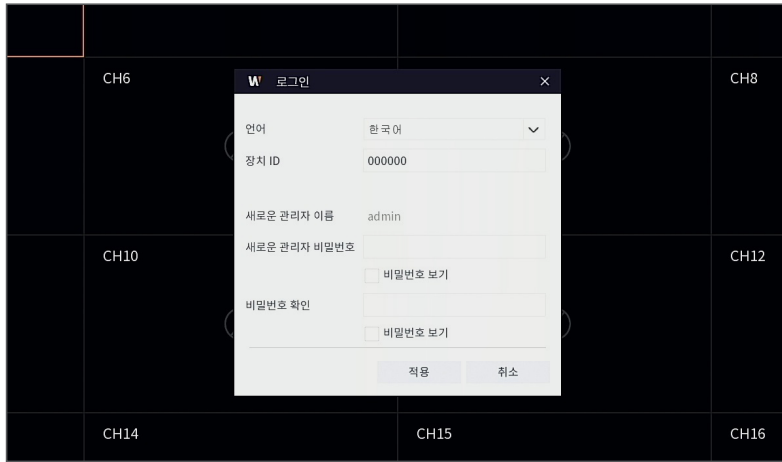 CH6
CH8
W 로그인
언어
한국어
장치 ID
000000
새로운 관리자 이름
admin
새로운 관리자 비밀번호
비밀번호 보기
CH10
CH12
비밀번호 확인
비밀번호 보기
적용
취소
CH14
CH15
CH16